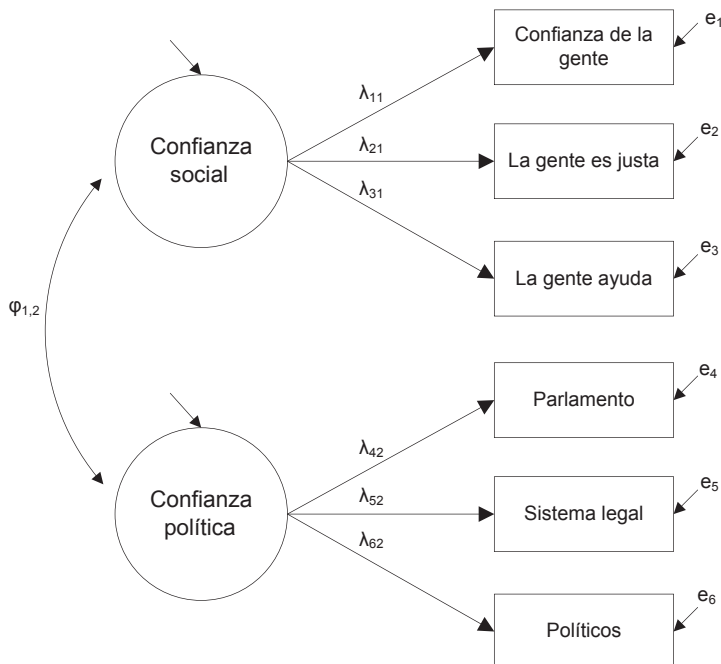 Confianza de la
gente
e₁
λ₁₁
Confianza
social
λ₂₁
La gente es justa
e₂
λ₃₁
La gente ayuda
e₃
φ₁,₂
Parlamento
e₄
λ₄₂
Confianza
política
λ₅₂
Sistema legal
e₅
λ₆₂
Políticos
e₆